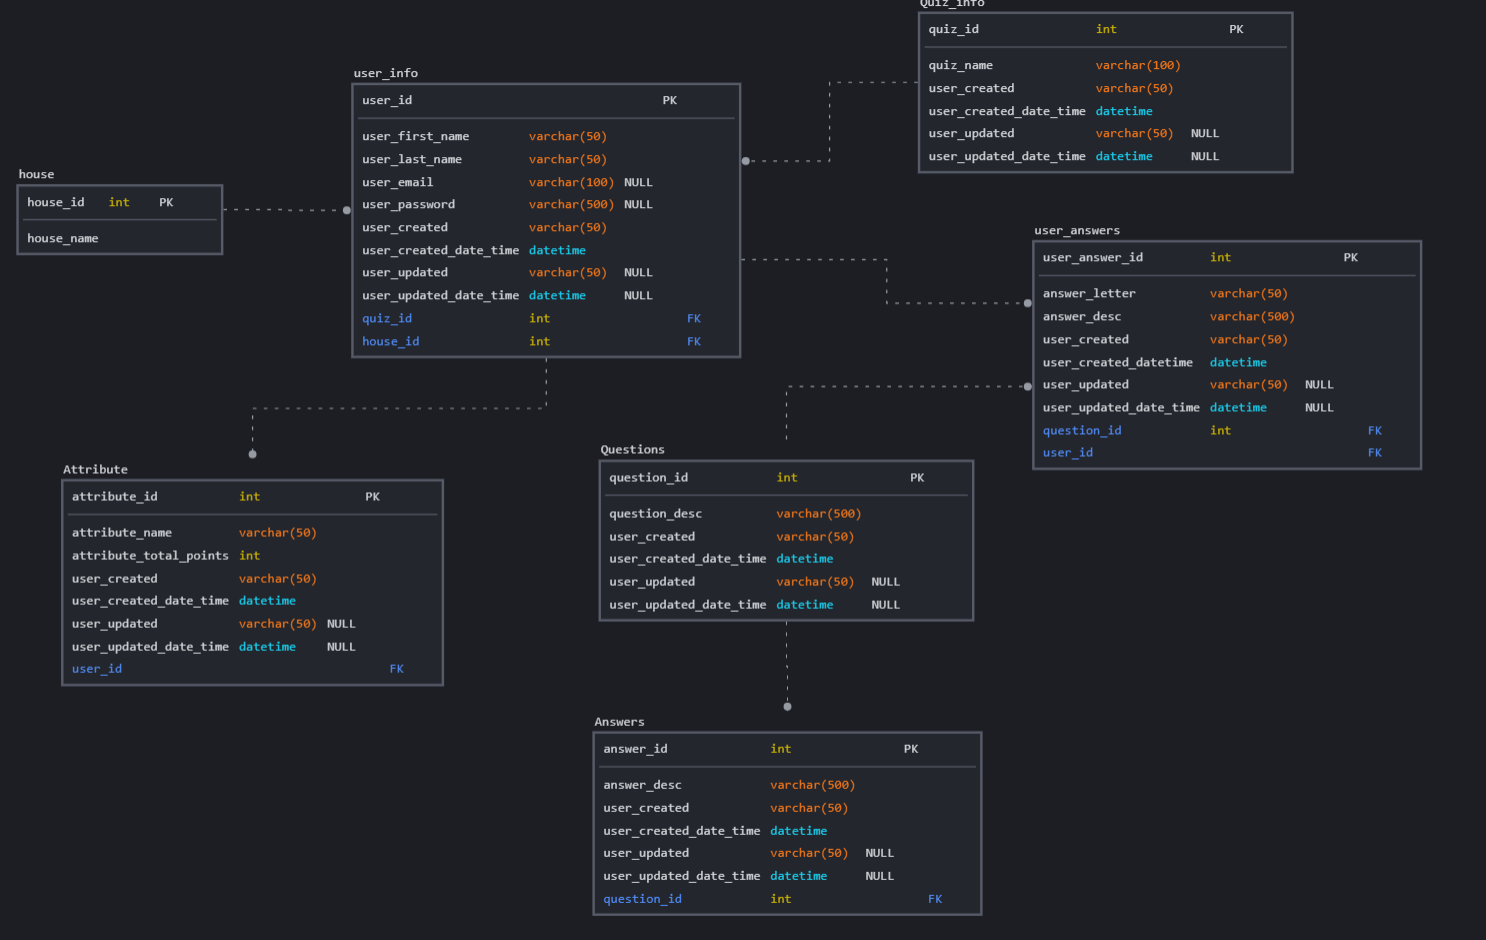 Quiz_info
quiz_id int PK
quiz_name varchar(100)
user_created varchar(50)
user_created_date_time datetime
user_updated varchar(50) NULL
user_updated_date_time datetime NULL
user_info
user_id PK
user_first_name varchar(50)
user_last_name varchar(50)
user_email varchar(100) NULL
user_password varchar(500) NULL
user_created varchar(50)
user_created_date_time datetime
user_updated varchar(50) NULL
user_updated_date_time datetime NULL
quiz_id int FK
house_id int FK
house
house_id int PK
house_name
user_answers
user_answer_id int PK
answer_letter varchar(50)
answer_desc varchar(500)
user_created varchar(50)
user_created_datetime datetime
user_updated varchar(50) NULL
user_updated_date_time datetime NULL
question_id int FK
user_id FK
Questions
question_id int PK
question_desc varchar(500)
user_created varchar(50)
user_created_date_time datetime
user_updated varchar(50) NULL
user_updated_date_time datetime NULL
Attribute
attribute_id int PK
attribute_name varchar(50)
attribute_total_points int
user_created varchar(50)
user_created_date_time datetime
user_updated varchar(50) NULL
user_updated_date_time datetime NULL
user_id FK
Answers
answer_id int PK
answer_desc varchar(500)
user_created varchar(50)
user_created_date_time datetime
user_updated varchar(50) NULL
user_updated_date_time datetime NULL
question_id int FK